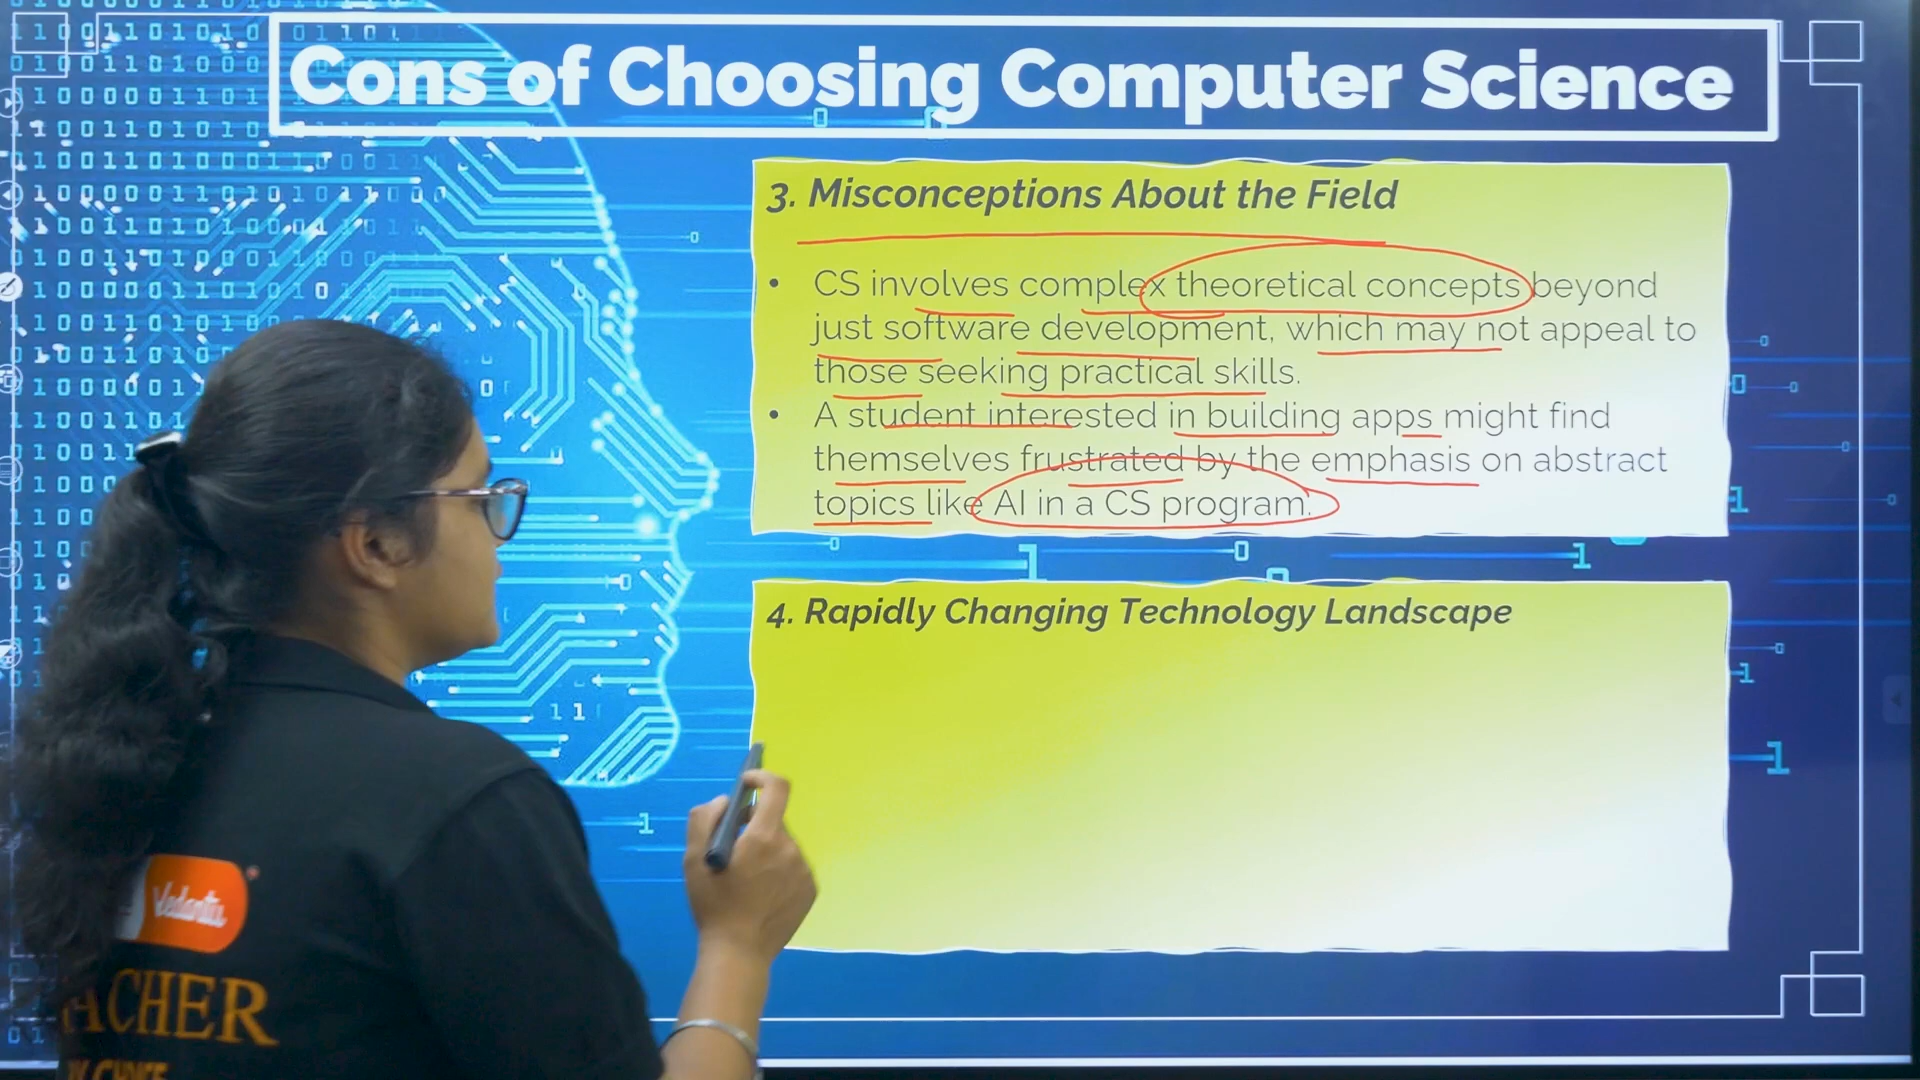 Cons of Choosing Computer Science
3. Misconceptions About the Field
• CS involves complex theoretical concepts beyond
just software development, which may not appeal to
those seeking practical skills.
• A student interested in building apps might find
themselves frustrated by the emphasis on abstract
topics like AI in a CS program.
4. Rapidly Changing Technology Landscape
Vedantu
ACHER